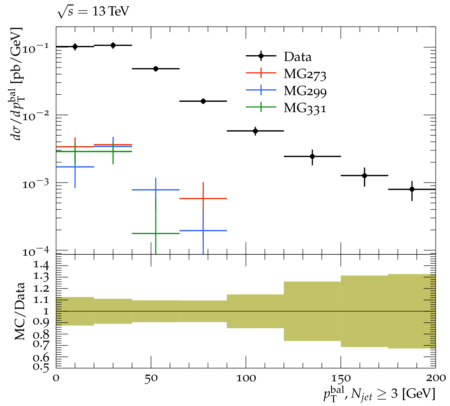 √s = 13 TeV
dσ/dp_T^bal [pb/GeV]
10⁻¹
10⁻²
10⁻³
10⁻⁴
Data
MG273
MG299
MG331
MC/Data
1.4
1.3
1.2
1.1
1
0.9
0.8
0.7
0.6
0.5
0 50 100 150 200
p_T^bal, N_jet ≥ 3 [GeV]